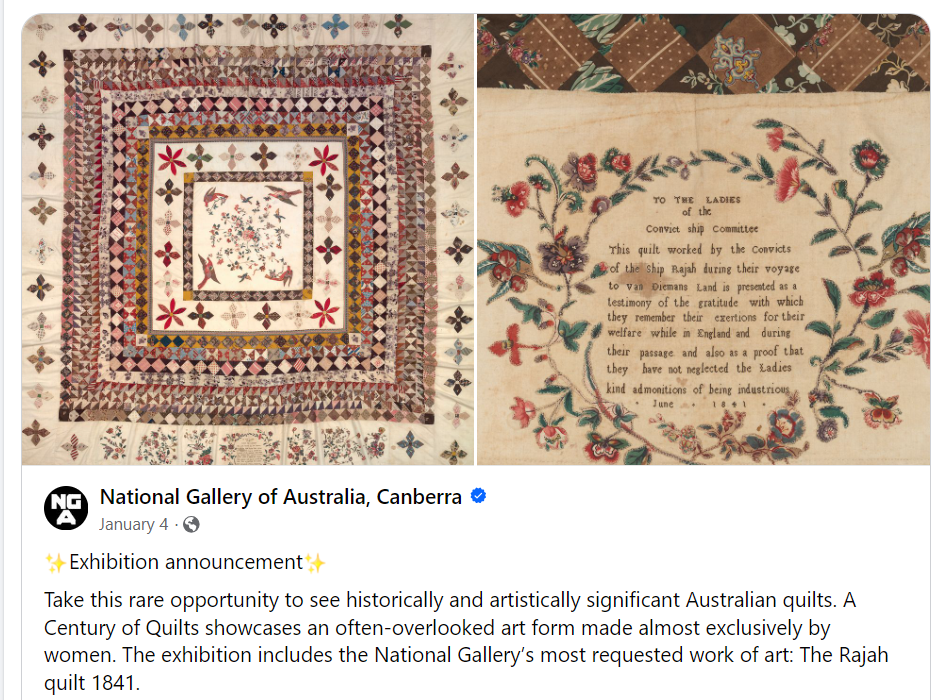 TO THE LADIES
of the
Convict ship Committee
This quilt worked by the Convicts
of the Ship Rajah during their voyage
to van Diemans Land is presented as a
testimony of the gratitude with which
they remember their exertions for their
welfare while in England and during
their passage and also as a proof that
they have not neglected the Ladies
kind admonitions of being industrious
June 1841
NGA
National Gallery of Australia, Canberra
January 4 ·
✨Exhibition announcement✨
Take this rare opportunity to see historically and artistically significant Australian quilts. A
Century of Quilts showcases an often-overlooked art form made almost exclusively by
women. The exhibition includes the National Gallery’s most requested work of art: The Rajah
quilt 1841.